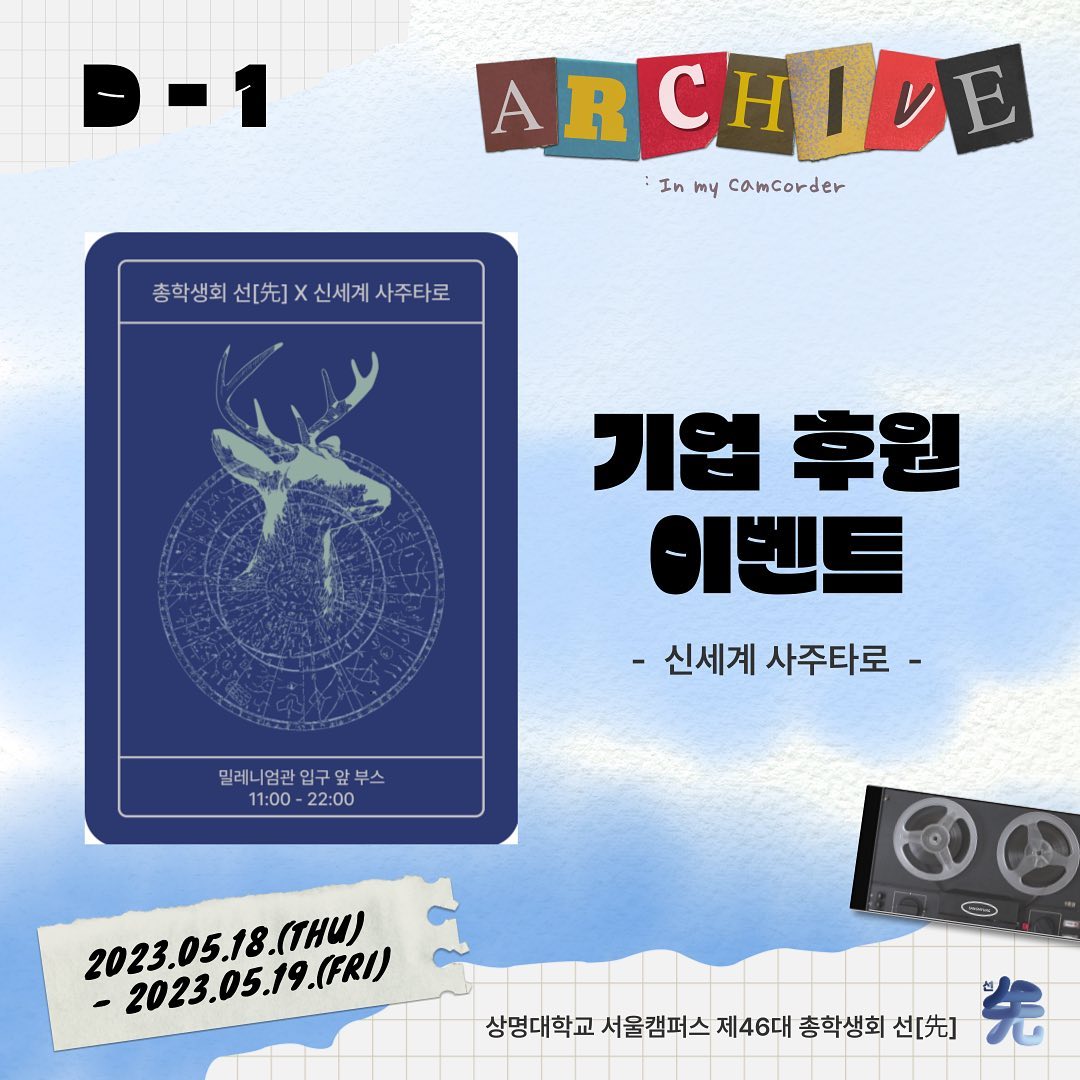 D-1
ARCHIVE
: In my Camcorder
총학생회 선[先] X 신세계 사주타로
기업 후원
이벤트
- 신세계 사주타로 -
밀레니엄관 입구 앞 부스
11:00 - 22:00
2023.05.18.(THU)
- 2023.05.19.(FRI)
상명대학교 서울캠퍼스 제46대 총학생회 선[先]
선 先